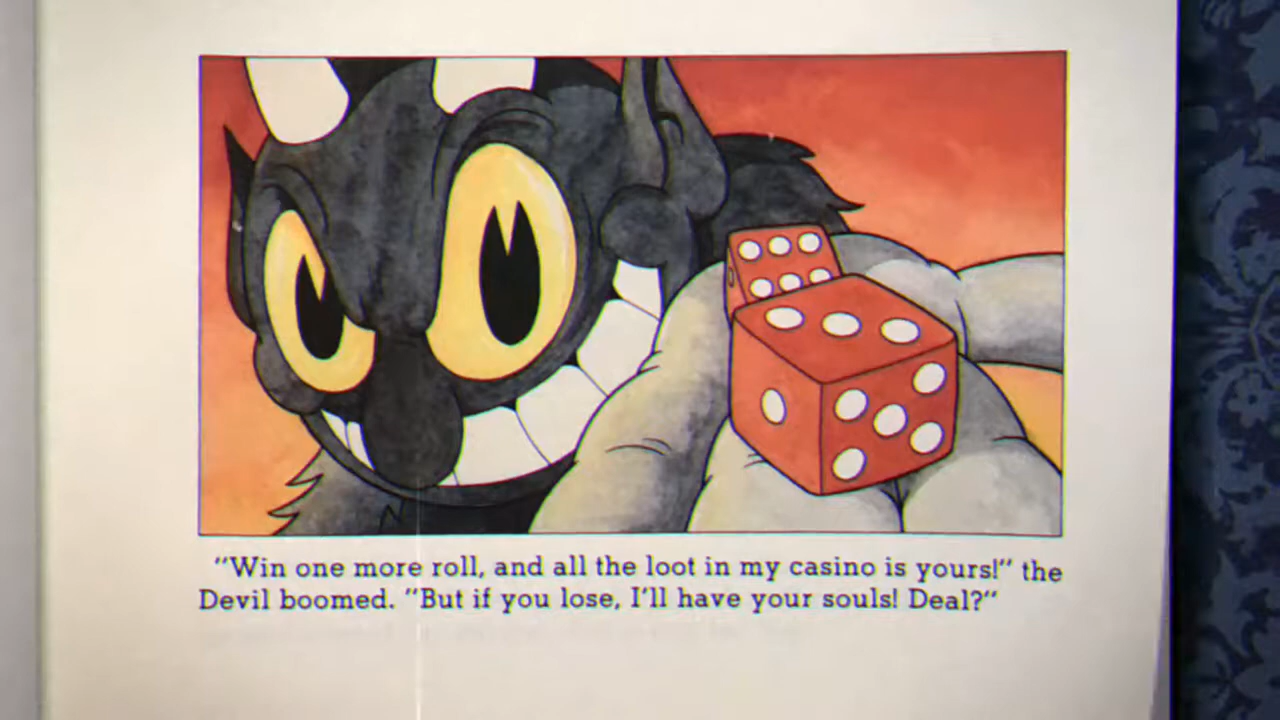 "Win one more roll, and all the loot in my casino is yours!" the
Devil boomed. "But if you lose, I'll have your souls! Deal?"